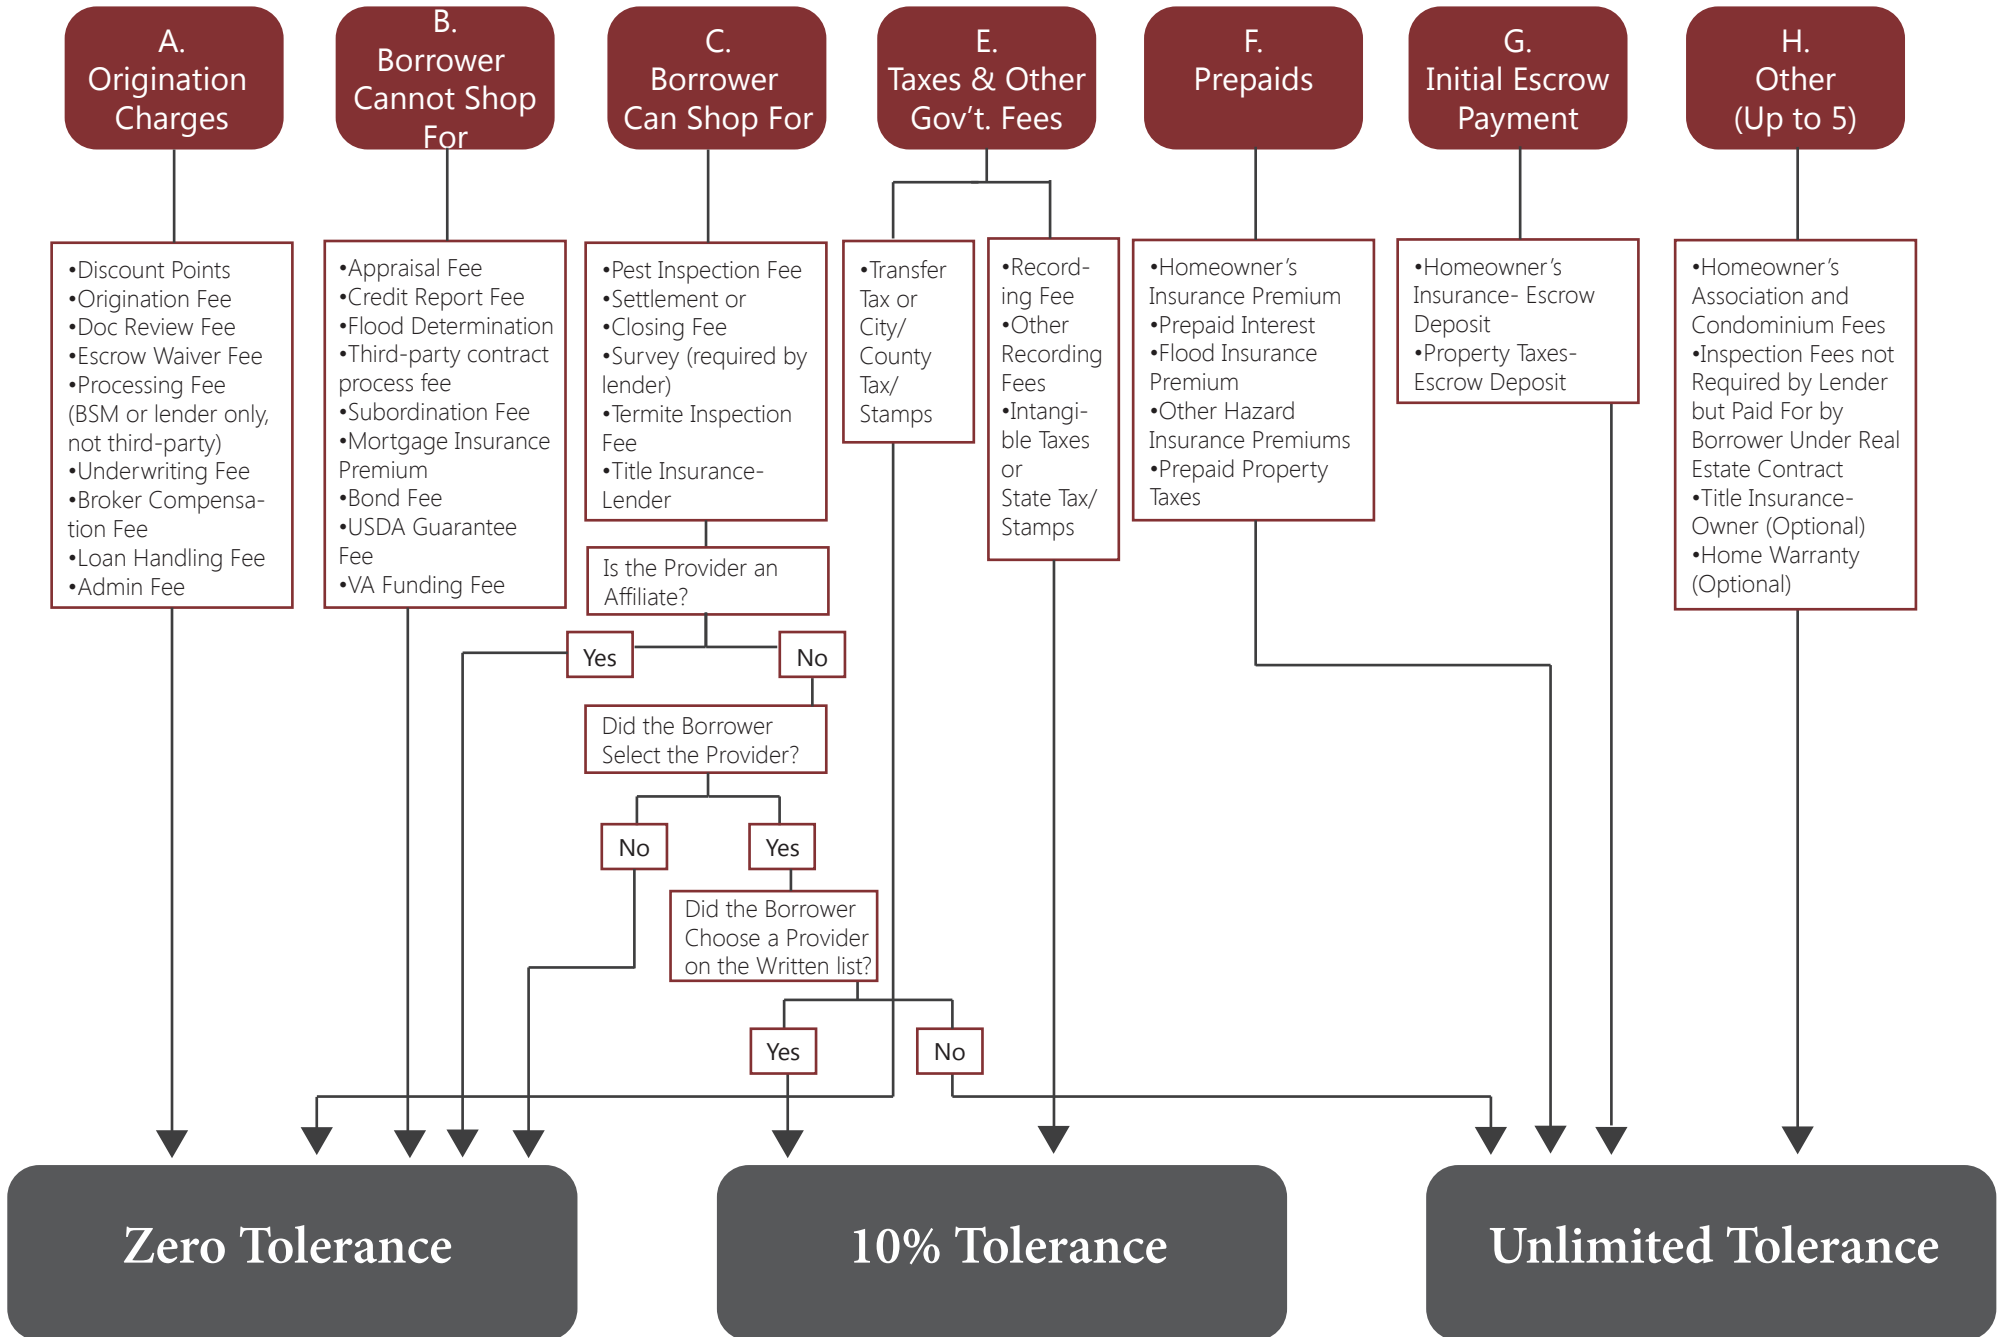 A.
Origination
Charges
B.
Borrower
Cannot Shop
For
C.
Borrower
Can Shop For
E.
Taxes & Other
Gov’t. Fees
F.
Prepaids
G.
Initial Escrow
Payment
H.
Other
(Up to 5)
•Discount Points
•Origination Fee
•Doc Review Fee
•Escrow Waiver Fee
•Processing Fee
(BSM or lender only,
not third-party)
•Underwriting Fee
•Broker Compensa-
tion Fee
•Loan Handling Fee
•Admin Fee
•Appraisal Fee
•Credit Report Fee
•Flood Determination
•Third-party contract
process fee
•Subordination Fee
•Mortgage Insurance
Premium
•Bond Fee
•USDA Guarantee
Fee
•VA Funding Fee
•Pest Inspection Fee
•Settlement or
•Closing Fee
•Survey (required by
lender)
•Termite Inspection
Fee
•Title Insurance-
Lender
•Transfer
Tax or
City/
County
Tax/
Stamps
•Record-
ing Fee
•Other
Recording
Fees
•Intangi-
ble Taxes
or
State Tax/
Stamps
•Homeowner’s
Insurance Premium
•Prepaid Interest
•Flood Insurance
Premium
•Other Hazard
Insurance Premiums
•Prepaid Property
Taxes
•Homeowner’s
Insurance- Escrow
Deposit
•Property Taxes-
Escrow Deposit
•Homeowner’s
Association and
Condominium Fees
•Inspection Fees not
Required by Lender
but Paid For by
Borrower Under Real
Estate Contract
•Title Insurance-
Owner (Optional)
•Home Warranty
(Optional)
Is the Provider an
Affiliate?
Yes
No
Did the Borrower
Select the Provider?
No
Yes
Did the Borrower
Choose a Provider
on the Written list?
Yes
No
Zero Tolerance
10% Tolerance
Unlimited Tolerance